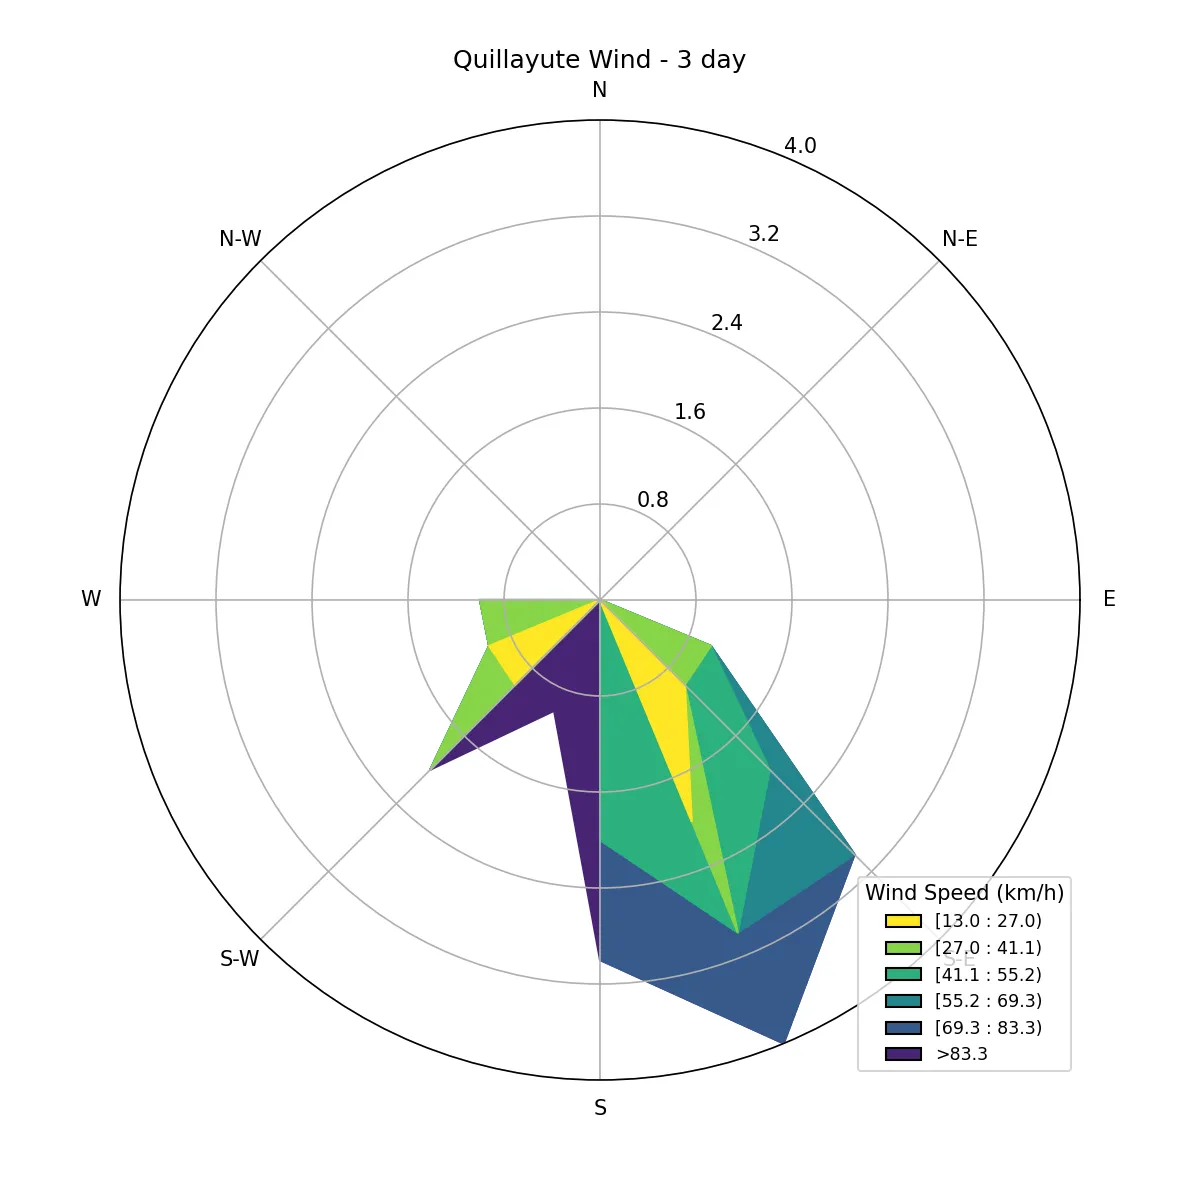 Quillayute Wind - 3 day
N
4.0
N-W
3.2
N-E
2.4
1.6
0.8
W
E
Wind Speed (km/h)
[13.0 : 27.0)
[27.0 : 41.1)
S-W
S-E
[41.1 : 55.2)
[55.2 : 69.3)
[69.3 : 83.3)
>83.3
S